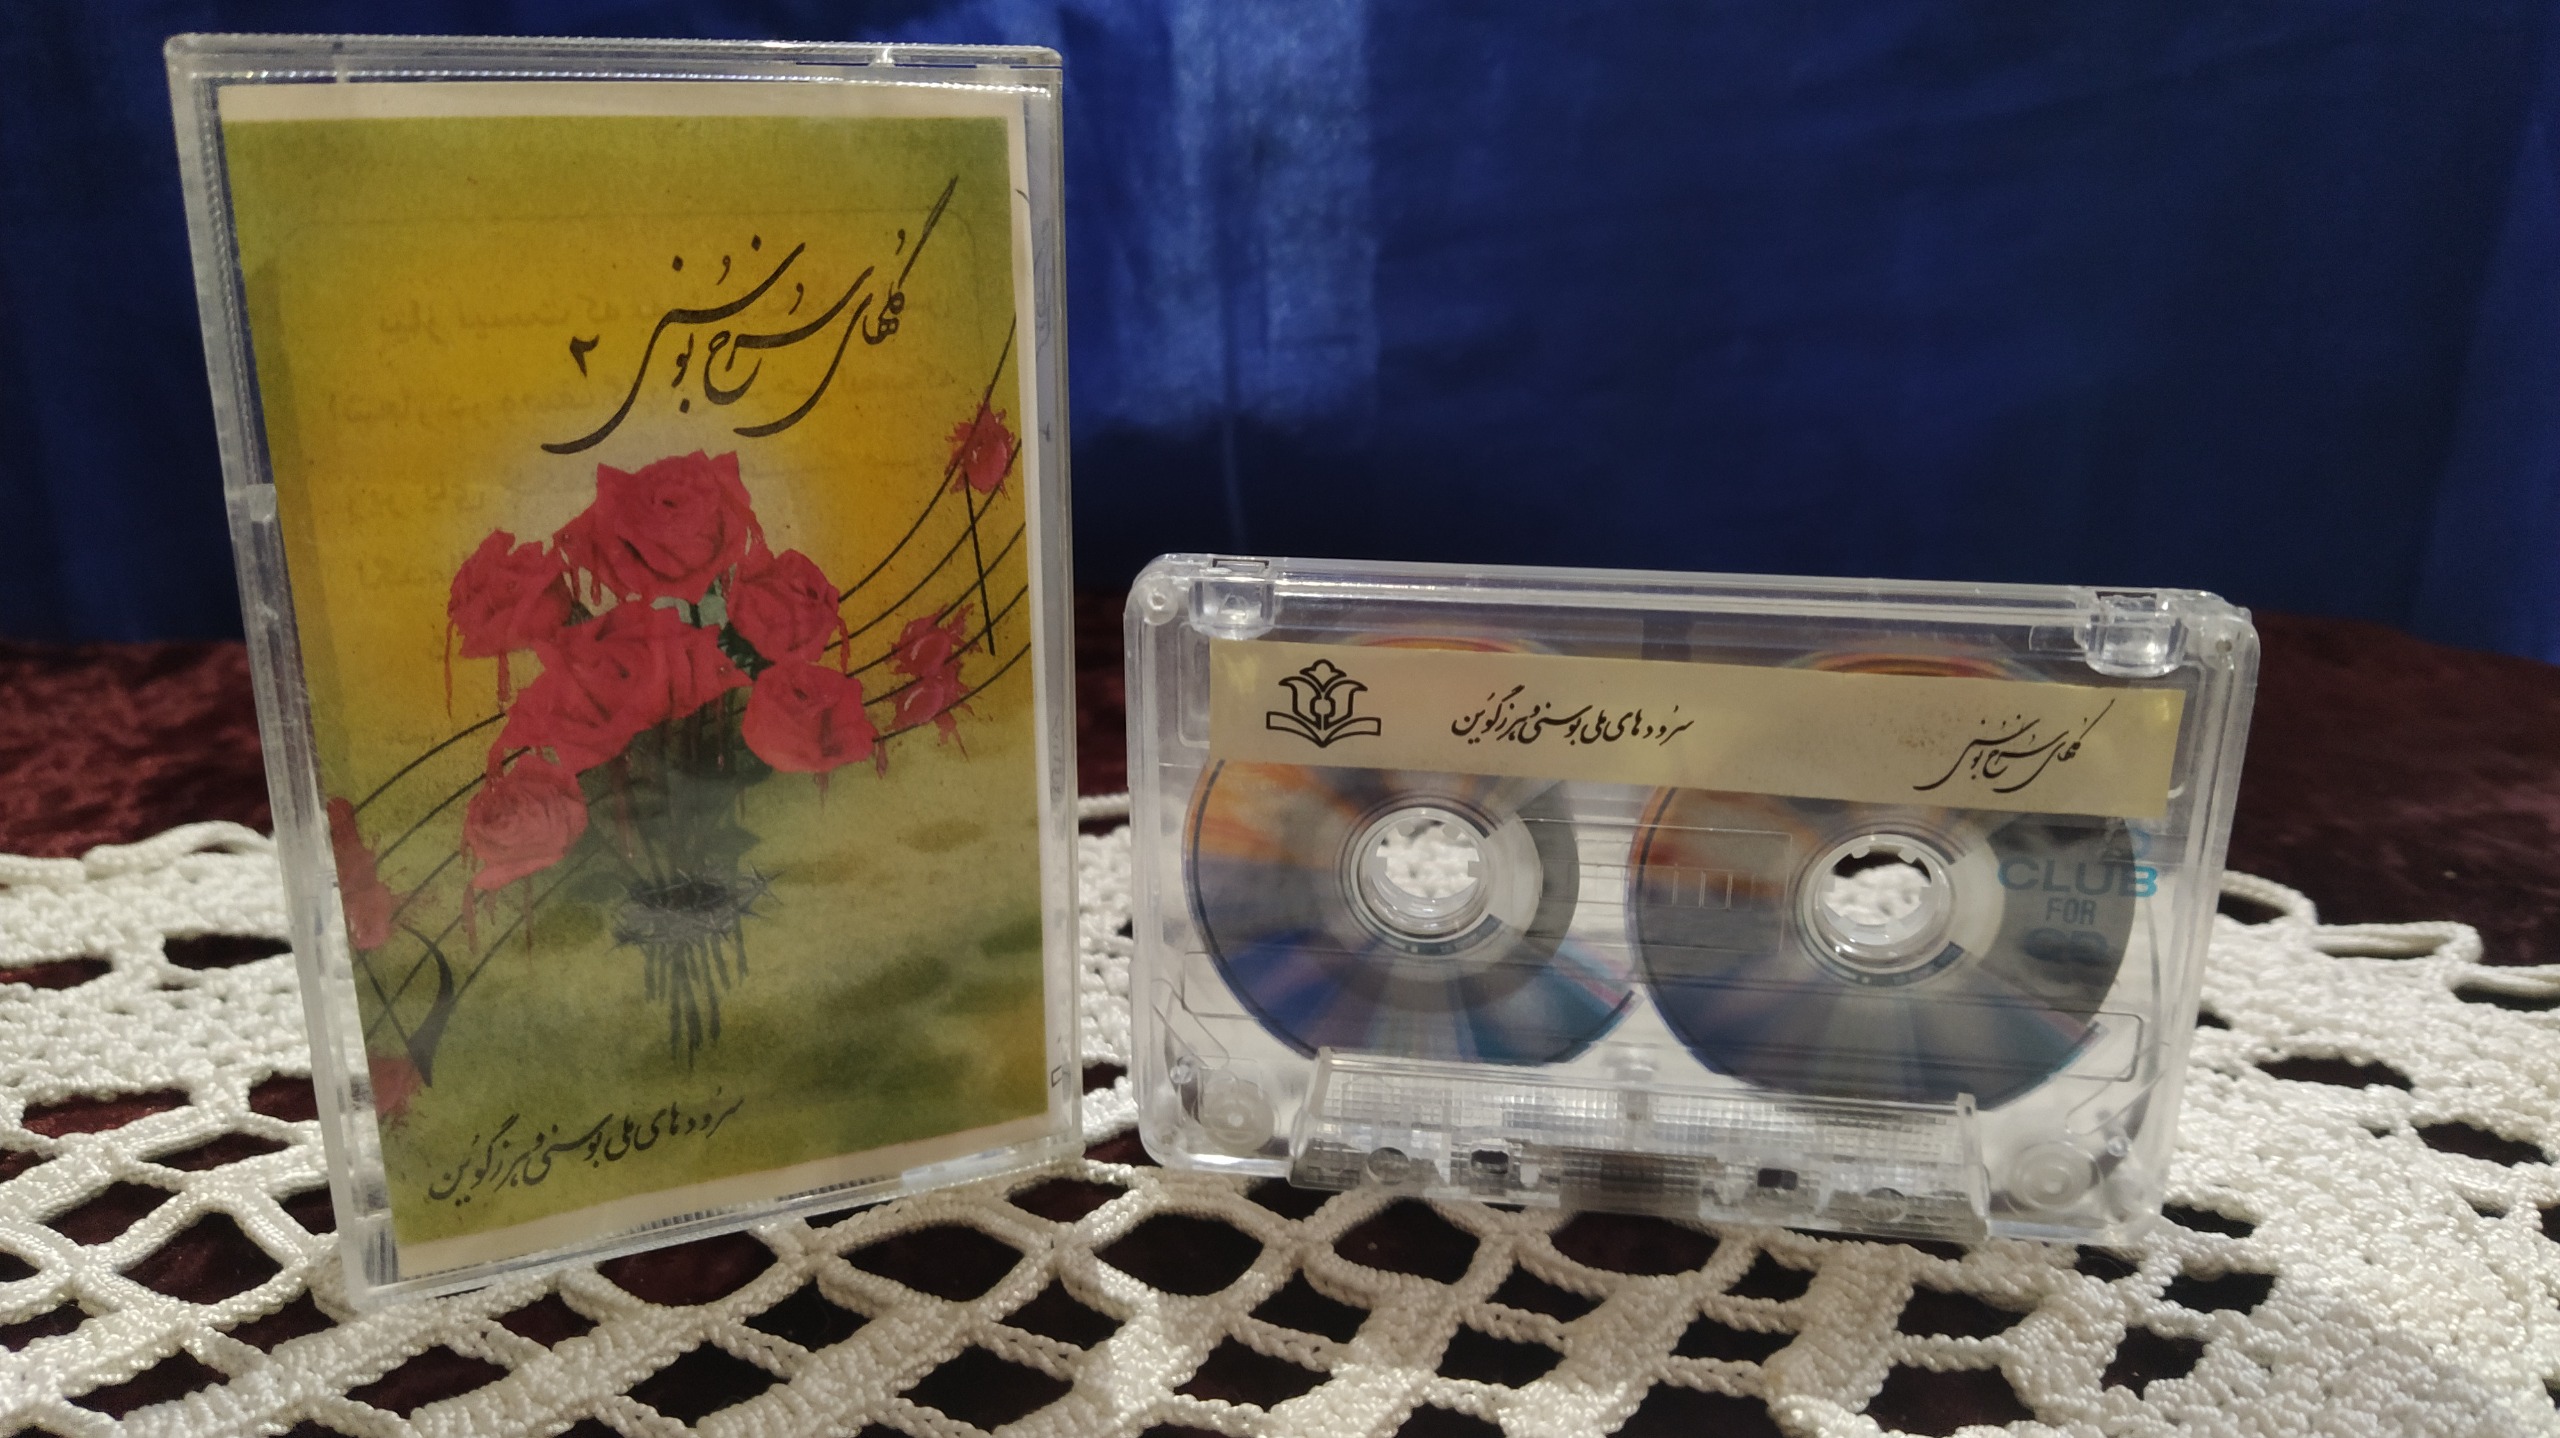 گلهای سرخ بوسنی ۲
سرودهای ملی بوسنی و هرزگوین
گلهای سرخ بوسنی
سرودهای ملی بوسنی و هرزگوین
CLUB
FOR